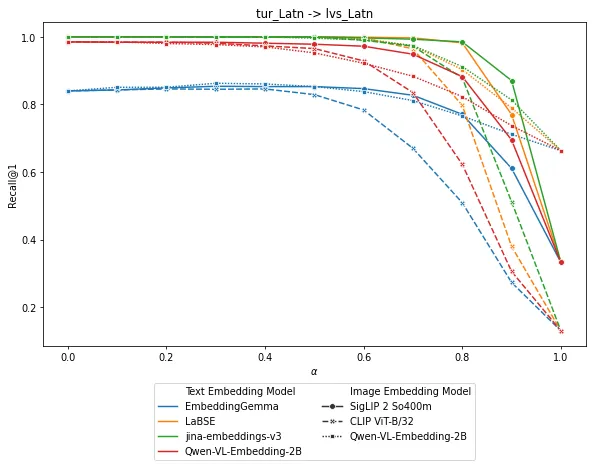 tur_Latn -> lvs_Latn
Recall@1
1.0
0.8
0.6
0.4
0.2
0.0
0.2
0.4
0.6
0.8
1.0
α
Text Embedding Model
EmbeddingGemma
LaBSE
jina-embeddings-v3
Qwen-VL-Embedding-2B
Image Embedding Model
SigLIP 2 So400m
CLIP ViT-B/32
Qwen-VL-Embedding-2B